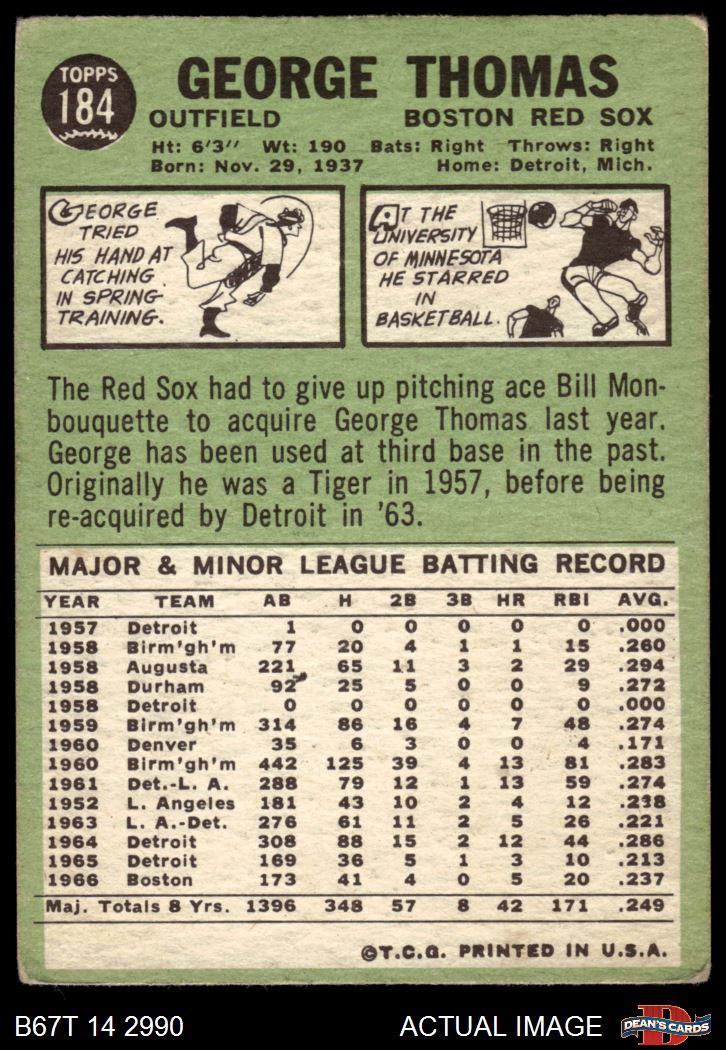 TOPPS
184
GEORGE THOMAS
OUTFIELD BOSTON RED SOX
Ht: 6'3" Wt: 190 Bats: Right Throws: Right
Born: Nov. 29, 1937 Home: Detroit, Mich.
GEORGE
TRIED
HIS HAND AT
CATCHING
IN SPRING
TRAINING.
AT THE
UNIVERSITY
OF MINNESOTA
HE STARRED
IN
BASKETBALL.
The Red Sox had to give up pitching ace Bill Mon-
bouquette to acquire George Thomas last year.
George has been used at third base in the past.
Originally he was a Tiger in 1957, before being
re-acquired by Detroit in '63.
MAJOR & MINOR LEAGUE BATTING RECORD
YEAR TEAM AB H 2B 3B HR RBI AVG.
1957 Detroit 1 0 0 0 0 0 .000
1958 Birm'gh'm 77 20 4 1 1 15 .260
1958 Augusta 221 65 11 3 2 29 .294
1958 Durham 92 25 5 0 0 9 .272
1958 Detroit 0 0 0 0 0 0 .000
1959 Birm'gh'm 314 86 16 4 7 48 .274
1960 Denver 35 6 3 0 0 4 .171
1960 Birm'gh'm 442 125 39 4 13 81 .283
1961 Det.-L. A. 288 79 12 1 13 59 .274
1952 L. Angeles 181 43 10 2 4 12 .238
1963 L. A.-Det. 276 61 11 2 5 26 .221
1964 Detroit 308 88 15 2 12 44 .286
1965 Detroit 169 36 5 1 3 10 .213
1966 Boston 173 41 4 0 5 20 .237
Maj. Totals 8 Yrs. 1396 348 57 8 42 171 .249
©T.C.G. PRINTED IN U.S.A.
B67T 14 2990 ACTUAL IMAGE
D
DEAN'S CARDS